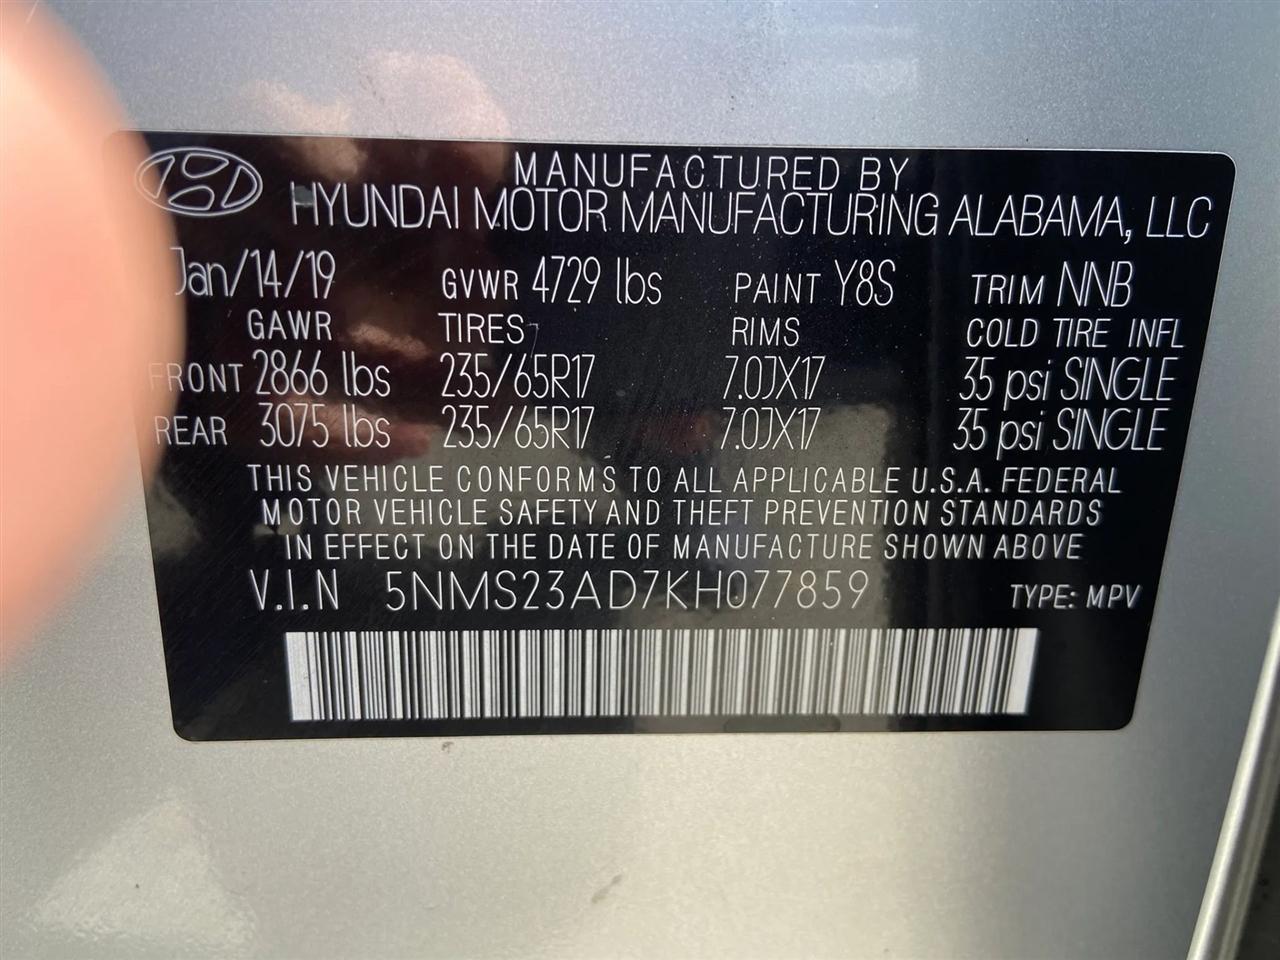 MANUFACTURED BY
HYUNDAI MOTOR MANUFACTURING ALABAMA, LLC
Jan/14/19 GVWR 4729 lbs PAINT Y8S TRIM NNB
GAWR TIRES RIMS COLD TIRE INFL
FRONT 2866 lbs 235/65R17 7.0JX17 35 psi SINGLE
REAR 3075 lbs 235/65R17 7.0JX17 35 psi SINGLE
THIS VEHICLE CONFORMS TO ALL APPLICABLE U.S.A. FEDERAL
MOTOR VEHICLE SAFETY AND THEFT PREVENTION STANDARDS
IN EFFECT ON THE DATE OF MANUFACTURE SHOWN ABOVE
V.I.N 5NMS23AD7KH077859 TYPE: MPV